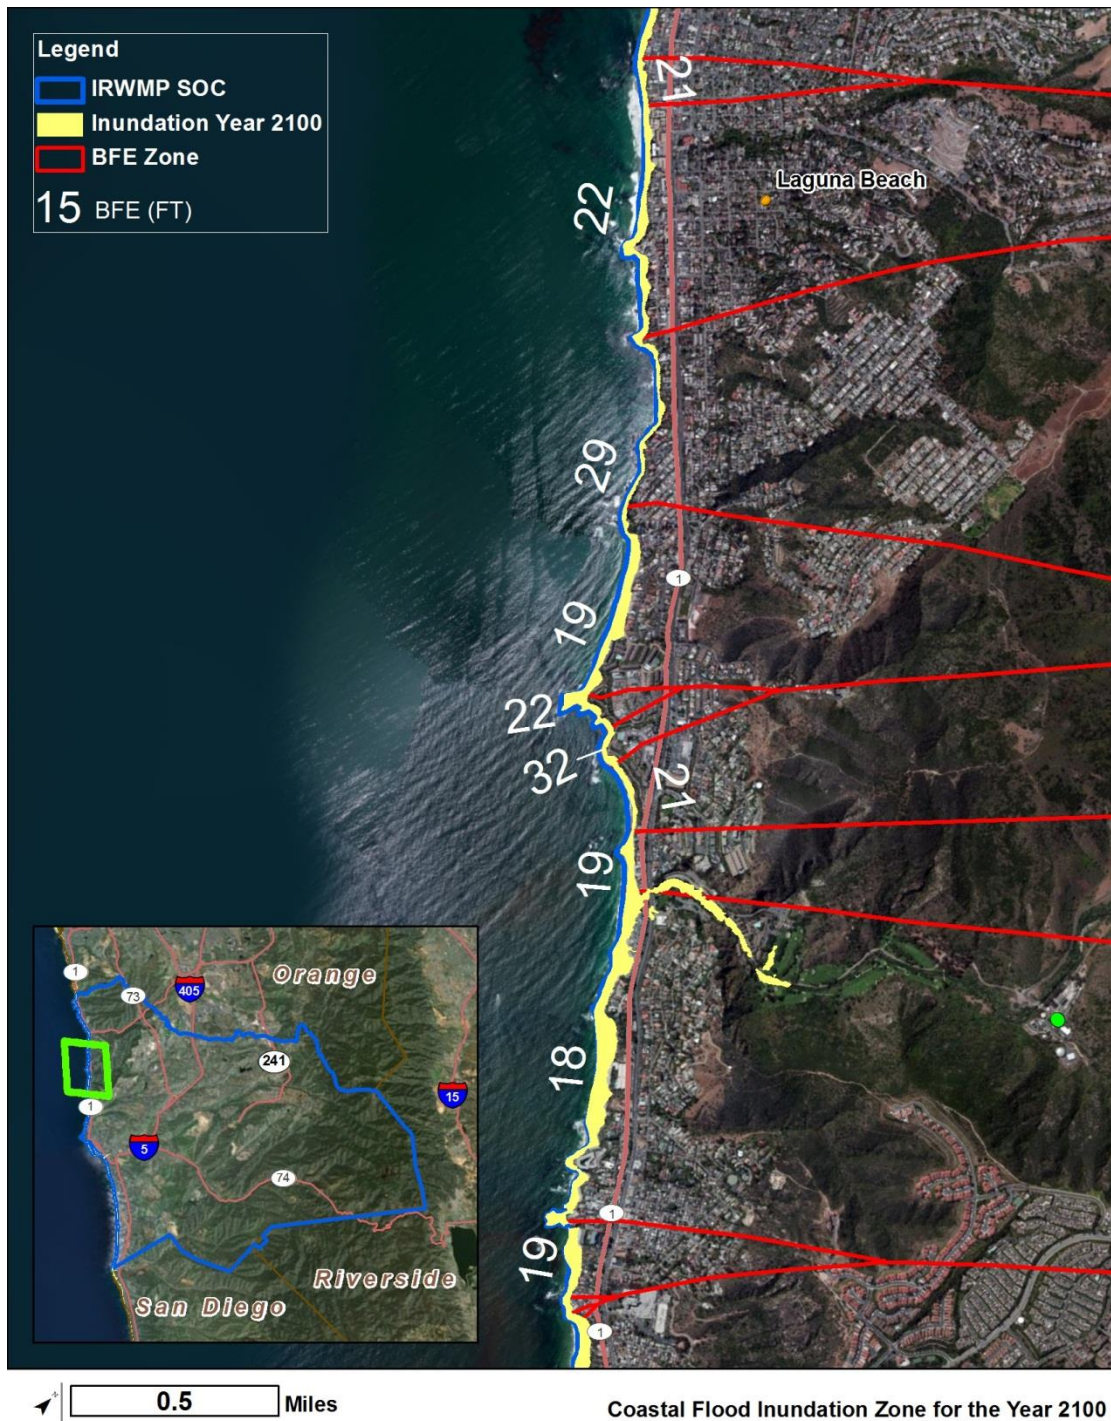 Legend
IRWMP SOC
Inundation Year 2100
BFE Zone
15 BFE (FT)
21
Laguna Beach
22
29
1
19
22
32
21
19
18
1
19
1
Orange
1
73
405
241
15
1
5
74
Riverside
San Diego
N
0.5 Miles
Coastal Flood Inundation Zone for the Year 2100